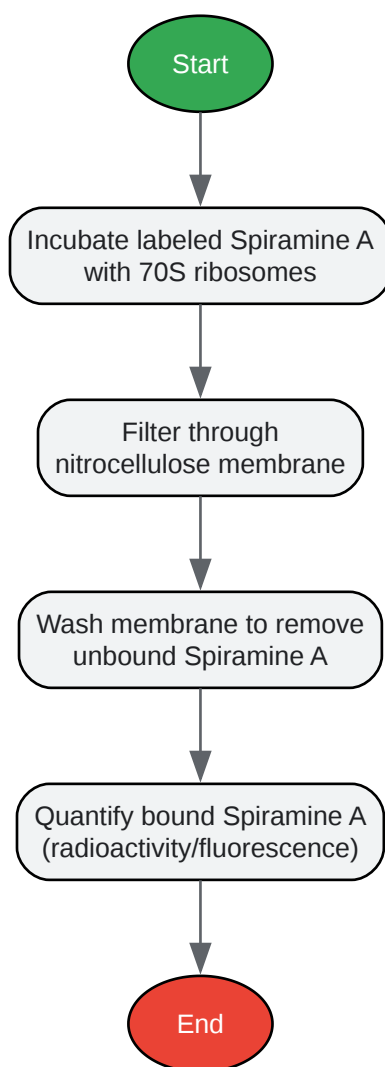 Start
Incubate labeled Spiramine A
with 70S ribosomes
Filter through
nitrocellulose membrane
Wash membrane to remove
unbound Spiramine A
Quantify bound Spiramine A
(radioactivity/fluorescence)
End